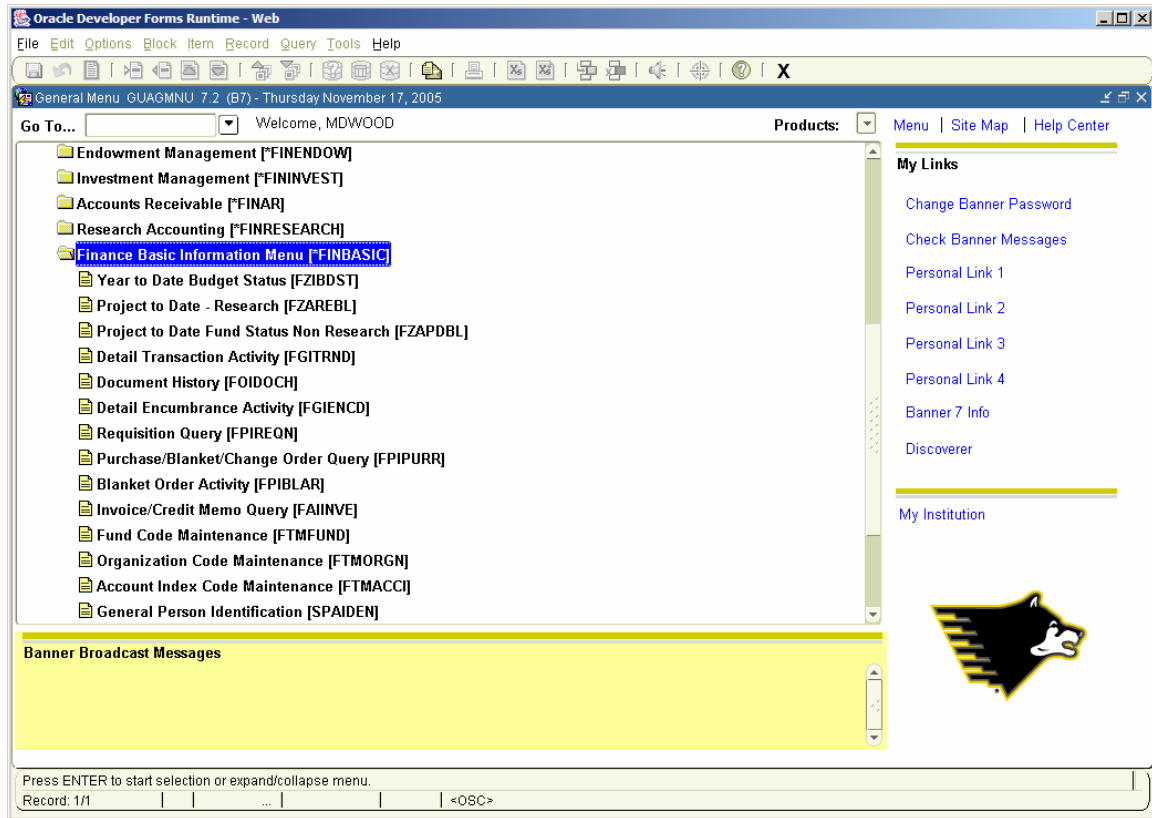 Oracle Developer Forms Runtime - Web
File Edit Options Block Item Record Query Tools Help
General Menu GUAGMNU 7.2 (B7) - Thursday November 17, 2005
Go To... Welcome, MDWOOD Products: Menu | Site Map | Help Center
Endowment Management [*FINENDOW]
Investment Management [*FININVEST]
Accounts Receivable [*FINAR]
Research Accounting [*FINRESEARCH]
Finance Basic Information Menu [*FINBASIC]
Year to Date Budget Status [FZIBDST]
Project to Date - Research [FZAREBL]
Project to Date Fund Status Non Research [FZAPDBL]
Detail Transaction Activity [FGITRND]
Document History [FOIDOCH]
Detail Encumbrance Activity [FGIENCD]
Requisition Query [FPIREQN]
Purchase/Blanket/Change Order Query [FPIPURR]
Blanket Order Activity [FPIBLAR]
Invoice/Credit Memo Query [FAIINVE]
Fund Code Maintenance [FTMFUND]
Organization Code Maintenance [FTMORGN]
Account Index Code Maintenance [FTMACCI]
General Person Identification [SPAIDEN]
My Links
Change Banner Password
Check Banner Messages
Personal Link 1
Personal Link 2
Personal Link 3
Personal Link 4
Banner 7 Info
Discoverer
My Institution
Banner Broadcast Messages
Press ENTER to start selection or expand/collapse menu.
Record: 1/1 ... <OSC>